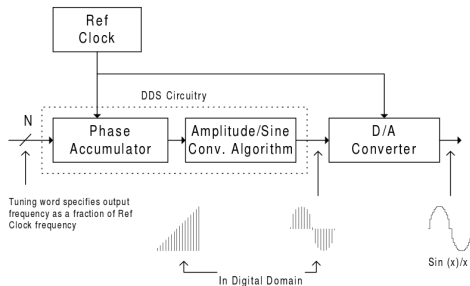 Ref
Clock
DDS Circuitry
N
Phase
Accumulator
Amplitude/Sine
Conv. Algorithm
D/A
Converter
Tuning word specifies output
frequency as a fraction of Ref
Clock frequency
In Digital Domain
Sin (x)/x